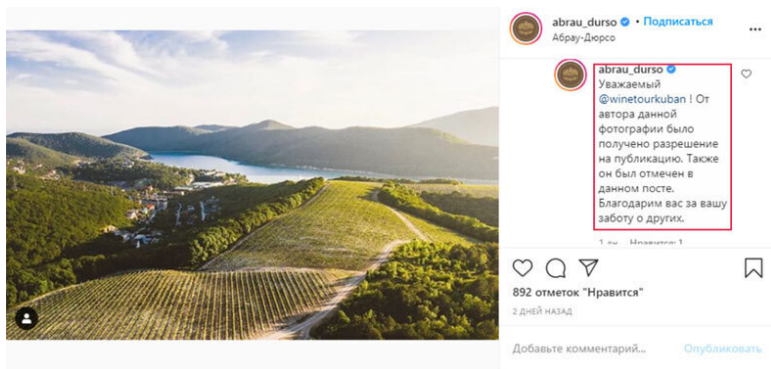 abrau_durso • Подписаться
Абрау-Дюрсо
abrau_durso
Уважаемый
@winetourkuban ! От
автора данной
фотографии было
получено разрешение
на публикацию. Также
он был отмечен в
данном посте.
Благодарим вас за вашу
заботу о других.
892 отметок "Нравится"
2 ДНЕЙ НАЗАД
Добавьте комментарий... Опубликовать